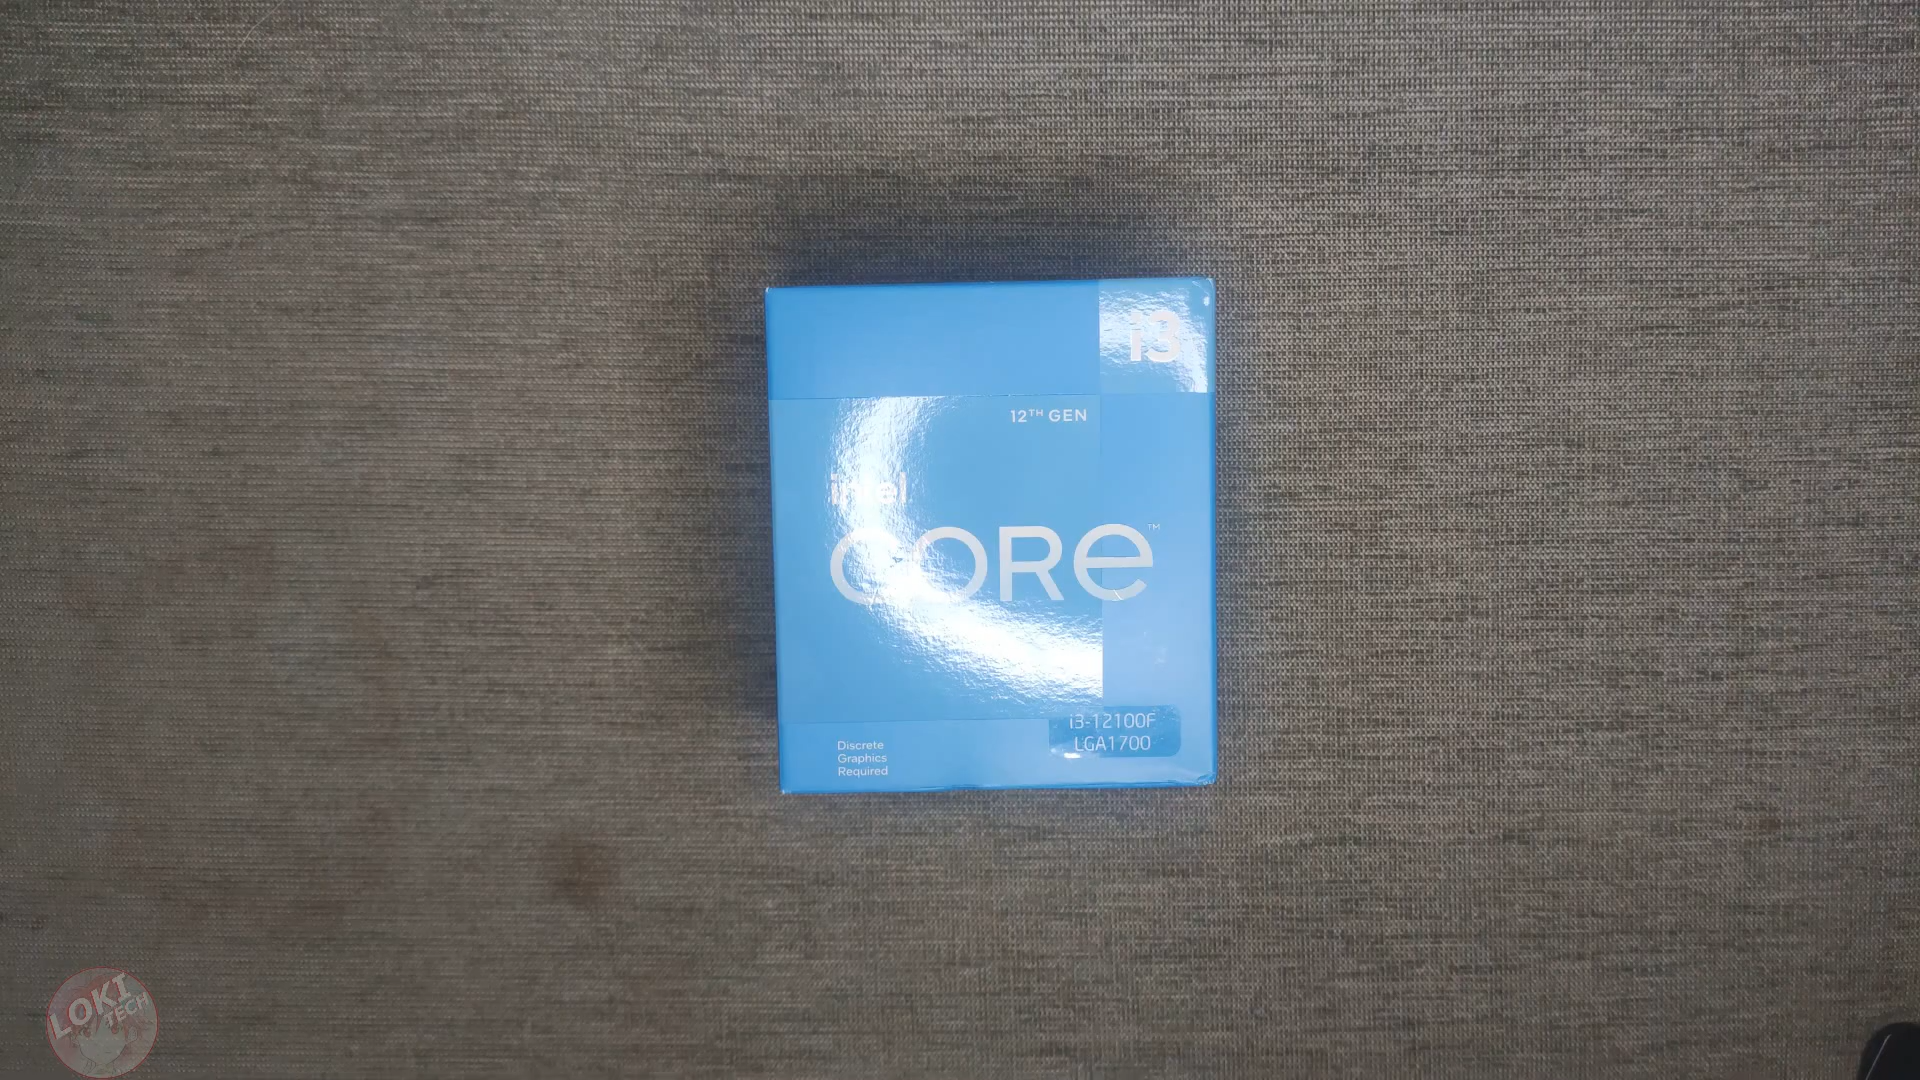 i3
12TH GEN
intel
CORE™
i3-12100F
LGA1700
Discrete
Graphics
Required
LOKI
TECH